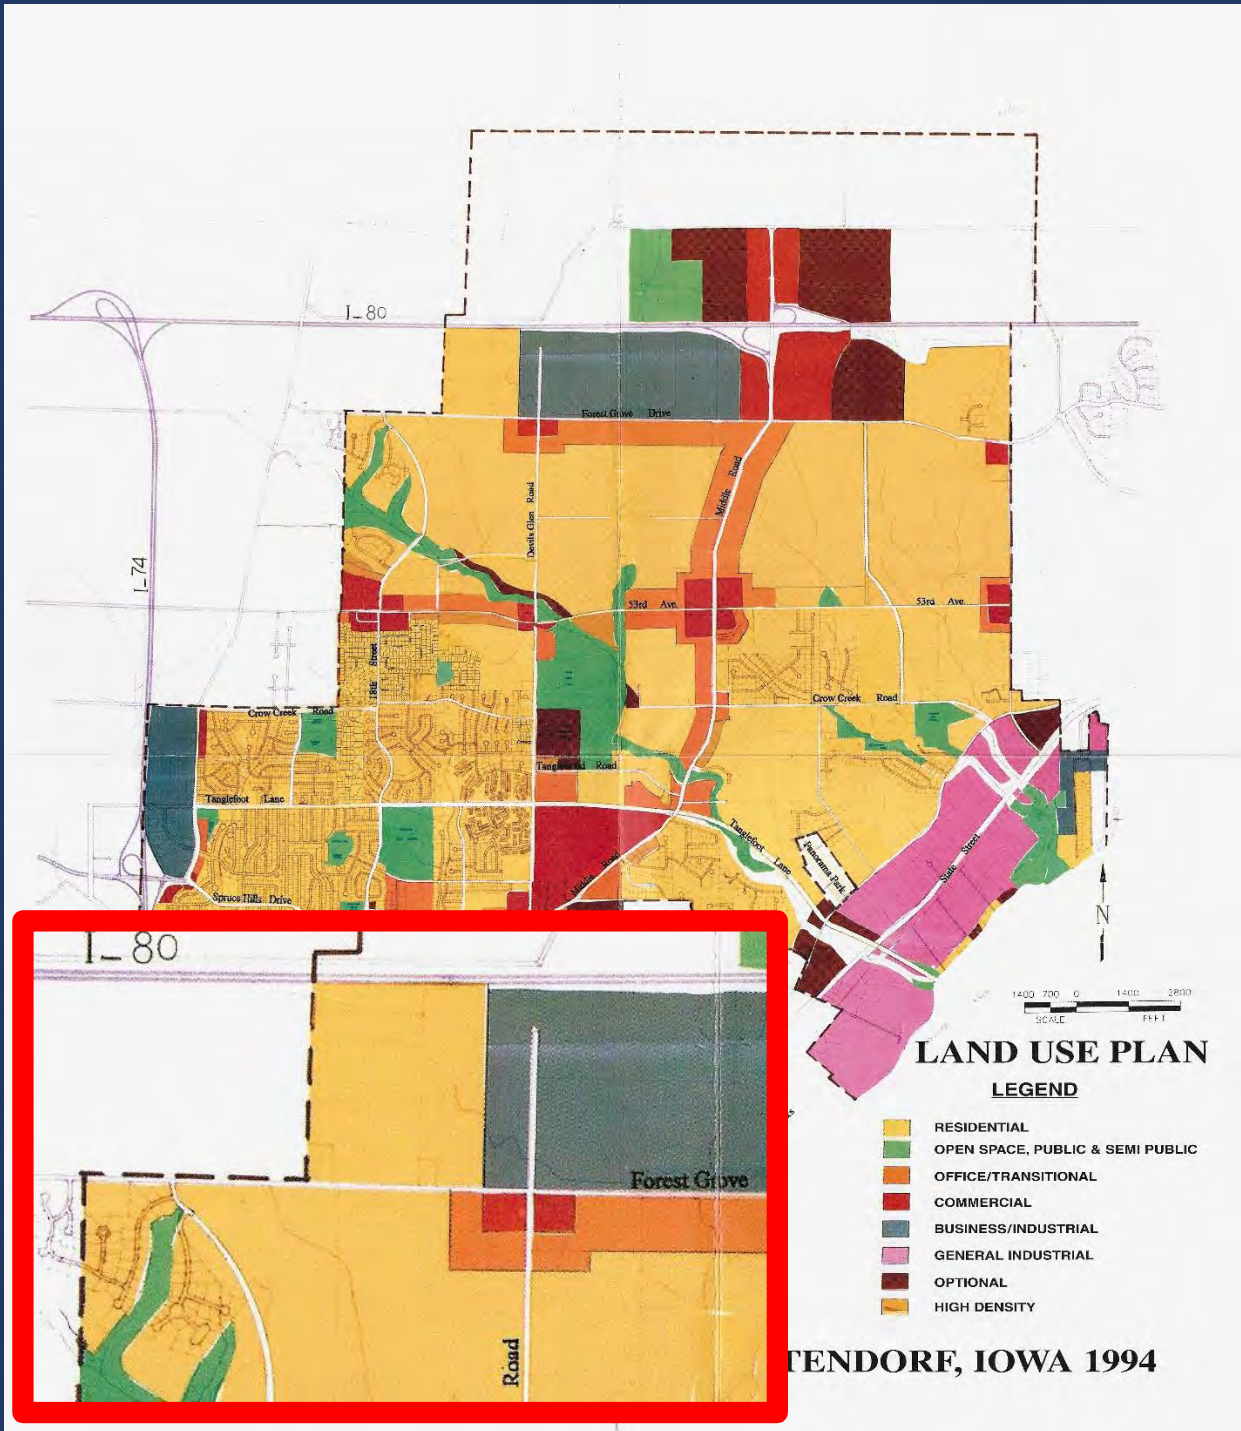 I-80
Forest Grove Drive
Middle Road
Devils Glen Road
I-74
53rd Ave.
53rd Ave.
18th Street
Crow Creek Road
Crow Creek Road
Tanglewood Road
Tanglefoot Lane
Tanglefoot Lane
Panorama Park
State Street
Middle Road
Spruce Hills Drive
N
I-80
Forest Grove
Road
1400 700 0 1400 2800
SCALE FEET
LAND USE PLAN
LEGEND
RESIDENTIAL
OPEN SPACE, PUBLIC & SEMI PUBLIC
OFFICE/TRANSITIONAL
COMMERCIAL
BUSINESS/INDUSTRIAL
GENERAL INDUSTRIAL
OPTIONAL
HIGH DENSITY
TENDORF, IOWA 1994